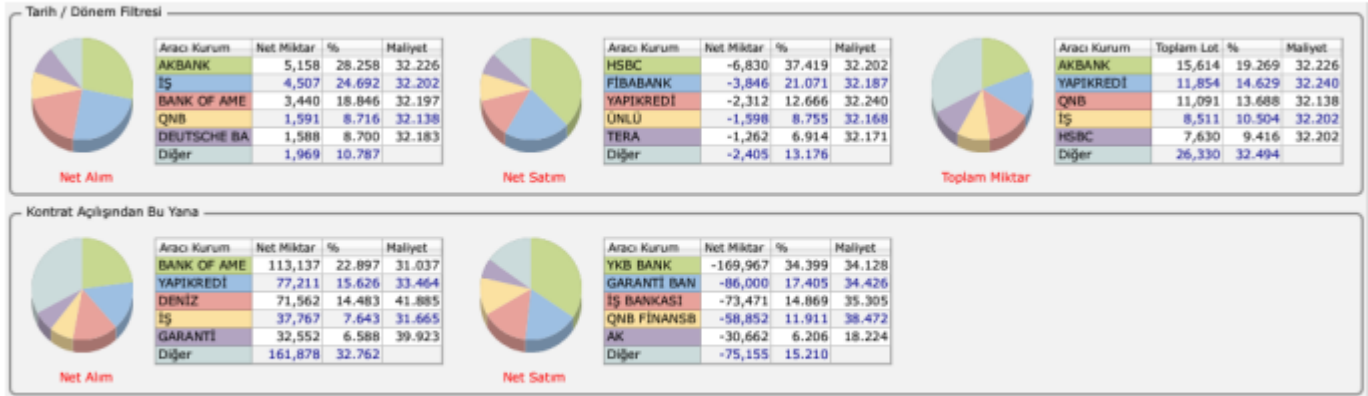 Tarih / Dönem Filtresi
Aracı Kurum Net Miktar % Maliyet
AKBANK 5,158 28.258 32.226
İŞ 4,507 24.692 32.202
BANK OF AME 3,440 18.846 32.197
QNB 1,591 8.716 32.138
DEUTSCHE BA 1,588 8.700 32.183
Diğer 1,969 10.787
Net Alım
Aracı Kurum Net Miktar % Maliyet
HSBC -6,830 37.419 32.202
FİBABANK -3,846 21.071 32.187
YAPIKREDİ -2,312 12.666 32.240
ÜNLÜ -1,598 8.755 32.168
TERA -1,262 6.914 32.171
Diğer -2,405 13.176
Net Satım
Aracı Kurum Toplam Lot % Maliyet
AKBANK 15,614 19.269 32.226
YAPIKREDİ 11,854 14.629 32.240
QNB 11,091 13.688 32.138
İŞ 8,511 10.504 32.202
HSBC 7,630 9.416 32.202
Diğer 26,330 32.494
Toplam Miktar
Kontrat Açılışından Bu Yana
Aracı Kurum Net Miktar % Maliyet
BANK OF AME 113,137 22.897 31.037
YAPIKREDİ 77,211 15.626 33.464
DENİZ 71,562 14.483 41.885
İŞ 37,767 7.643 31.665
GARANTİ 32,552 6.588 39.923
Diğer 161,878 32.762
Net Alım
Aracı Kurum Net Miktar % Maliyet
YKB BANK -169,967 34.399 34.128
GARANTİ BAN -86,000 17.405 34.426
İŞ BANKASI -73,471 14.869 35.305
QNB FİNANSB -58,852 11.911 38.472
AK -30,662 6.206 18.224
Diğer -75,155 15.210
Net Satım